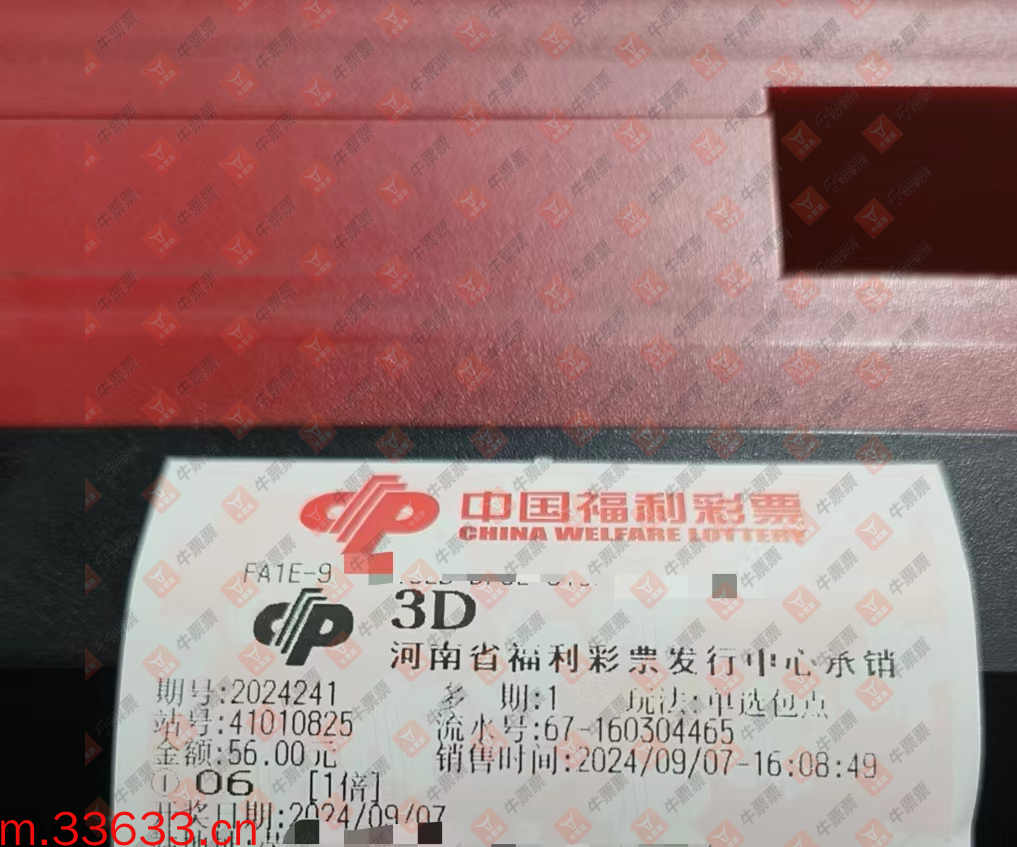 中国福利彩票
CHINA WELFARE LOTTERY
FA1E-9
3D
河南省福利彩票发行中心承销
期号:2024241 多 期:1 玩法:单选包点
站号:41010825 流水号:67-160304465
金额:56.00元 销售时间:2024/09/07-16:08:49
① 06 [1倍]
开奖日期:2024/09/07
m.33633.cn
牛票票